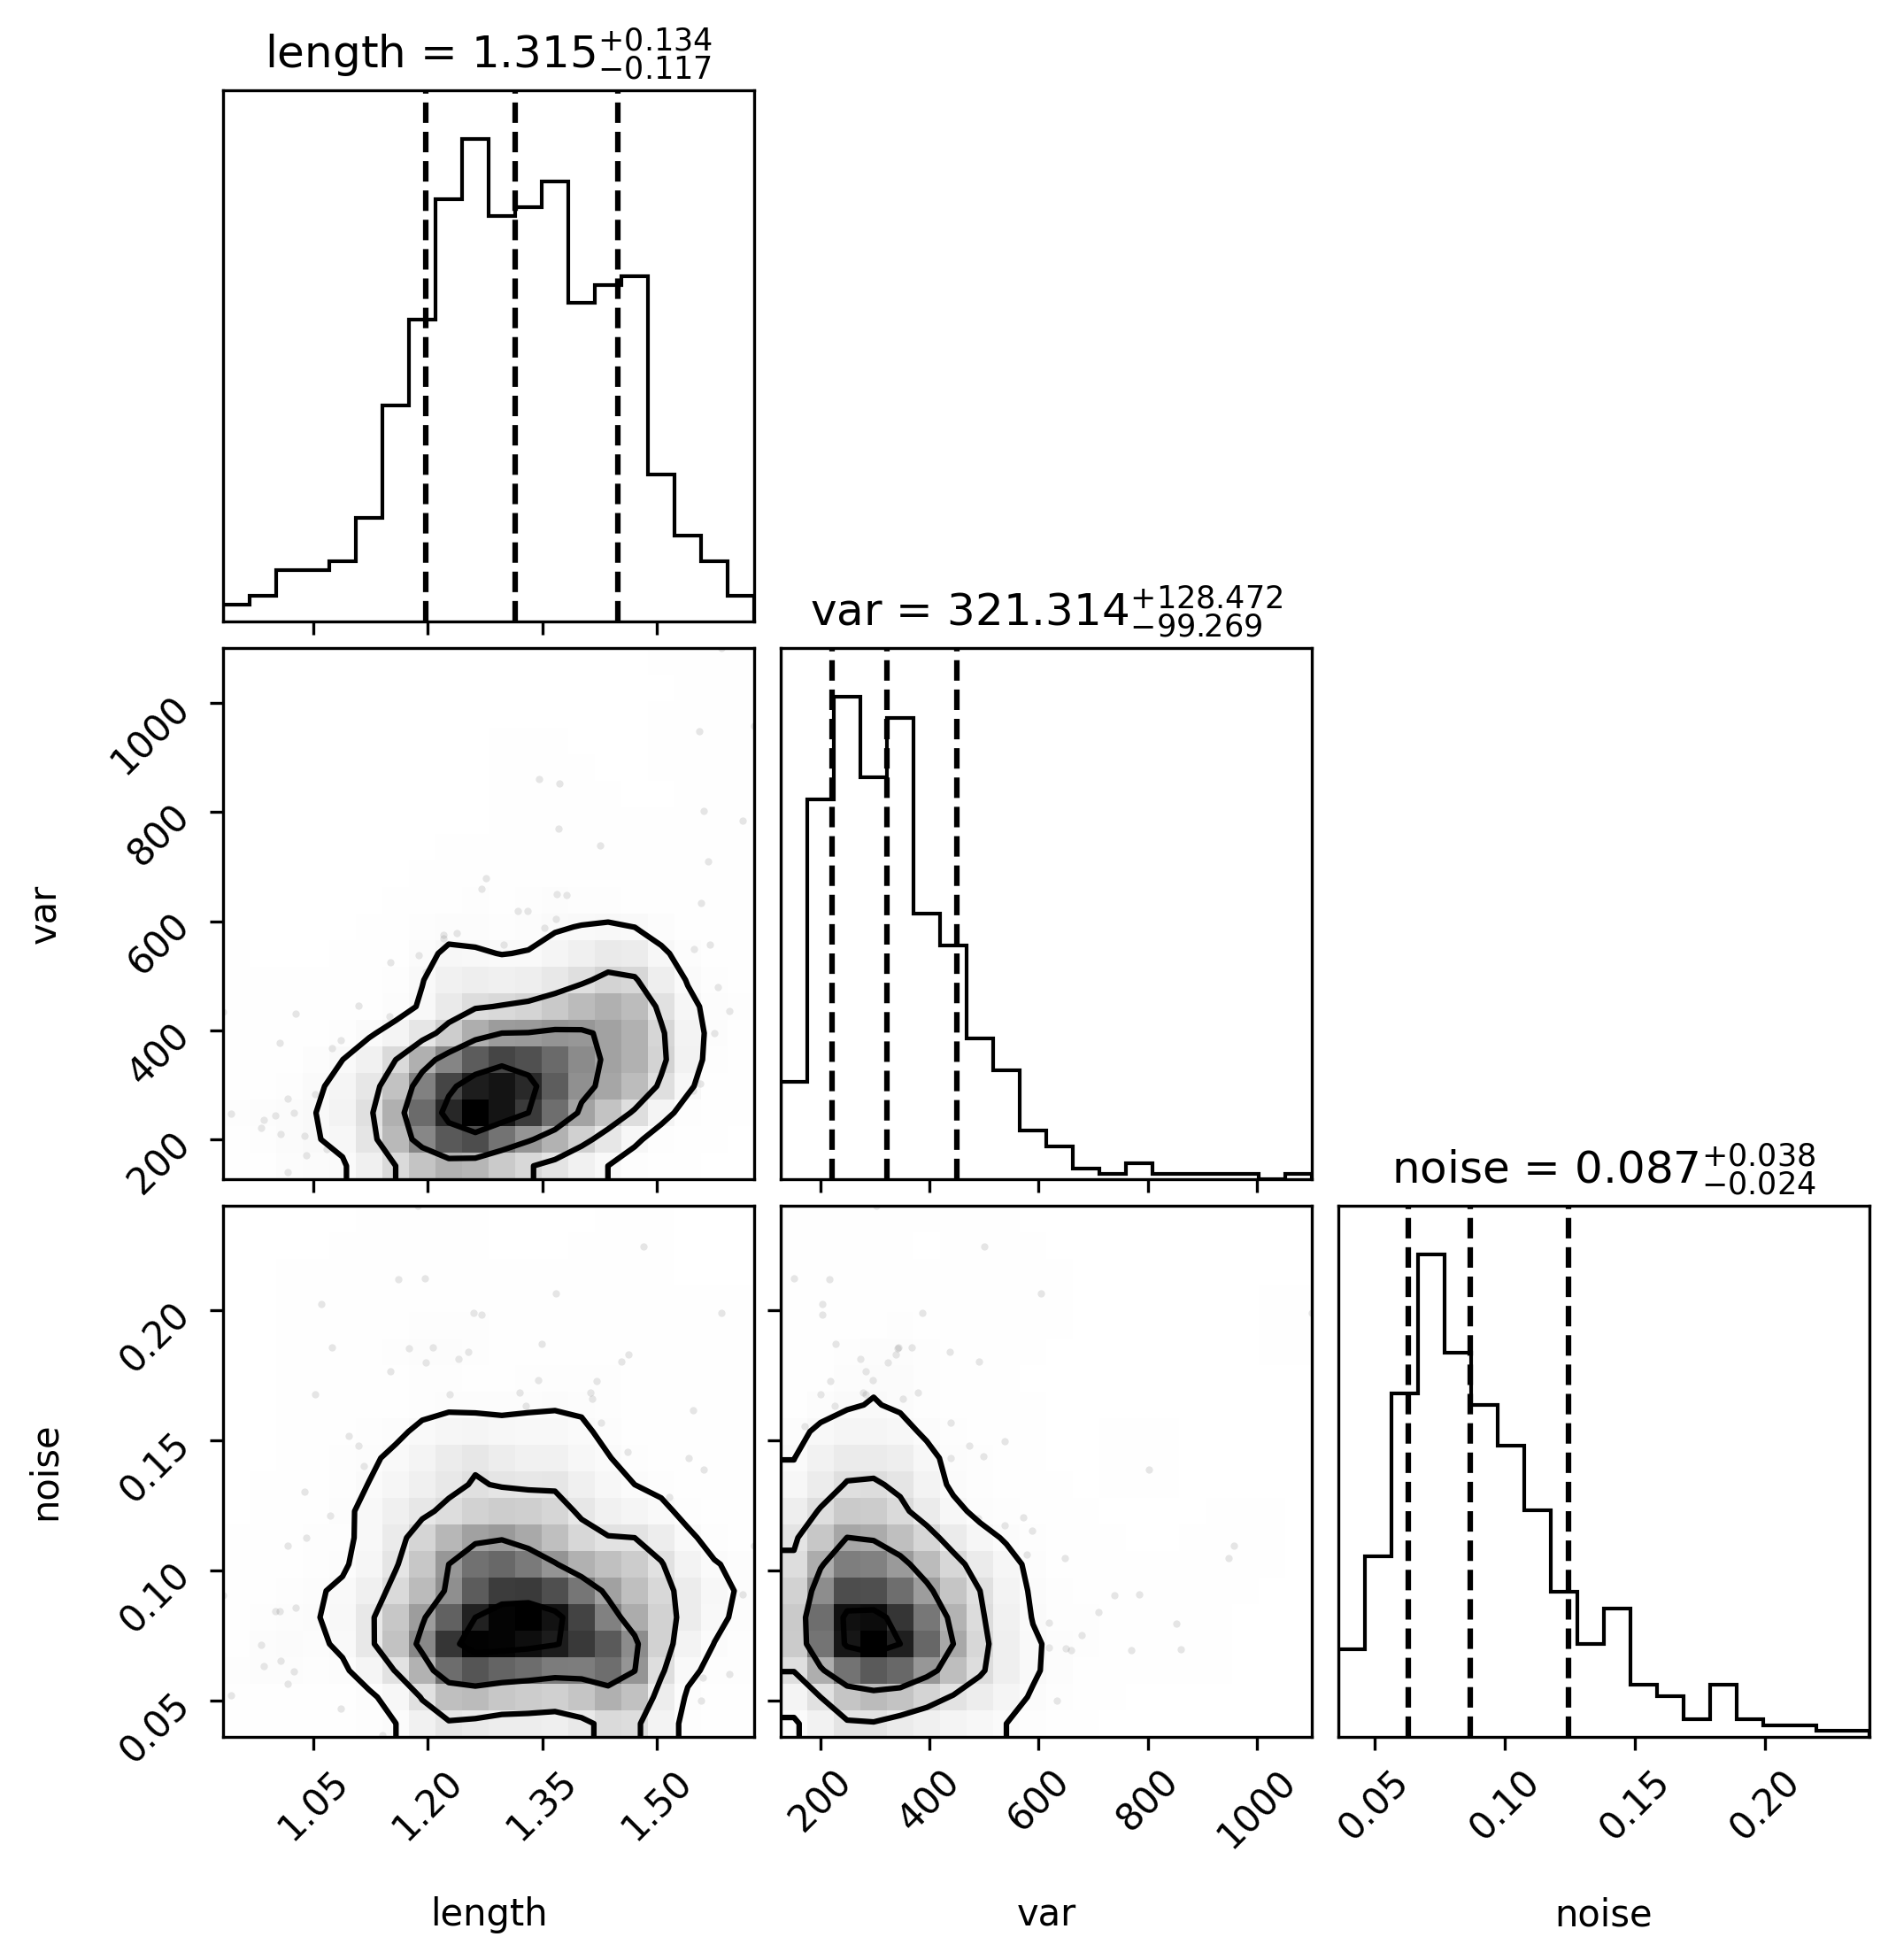 length = 1.315 +0.134 −0.117
var = 321.314 +128.472 −99.269
1000
800
600
400
200
var
noise = 0.087 +0.038 −0.024
0.20
0.15
0.10
0.05
noise
1.05 1.20 1.35 1.50 200 400 600 800 1000 0.05 0.10 0.15 0.20
length var noise